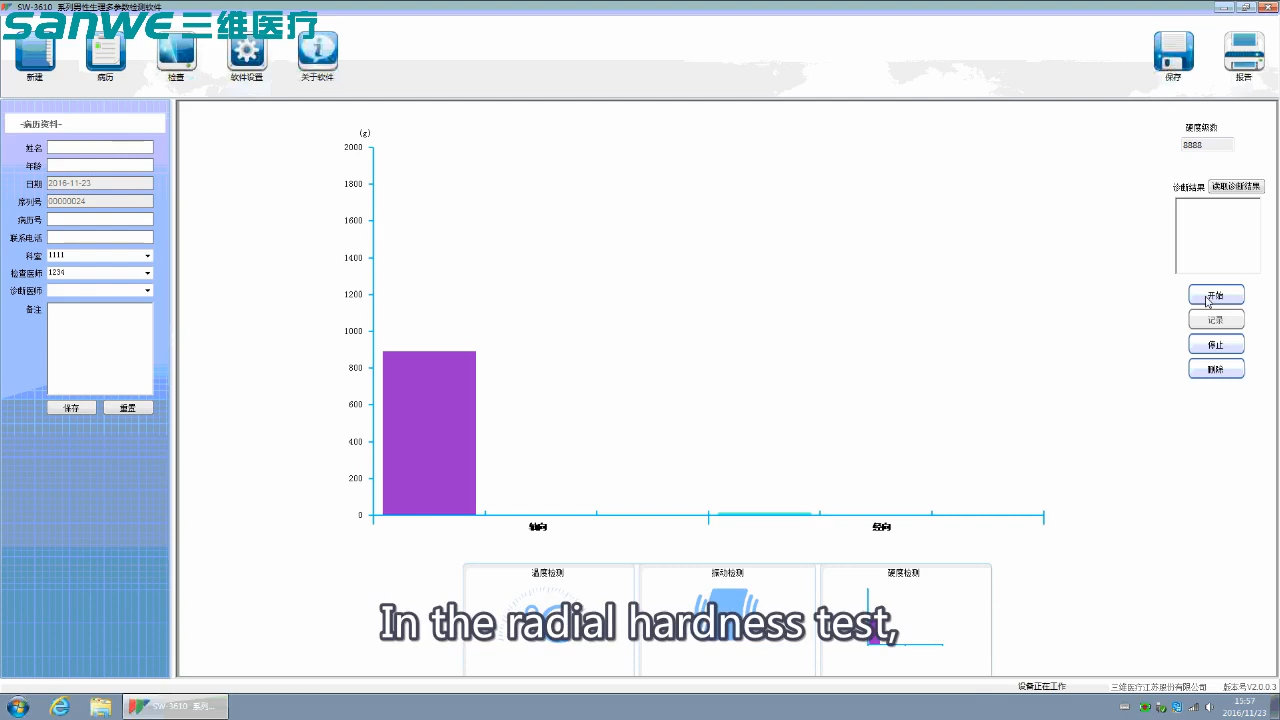 SW-3610 系列男性生理多参数检测软件
SANWE 三维医疗
新建
病历
检查
软件设置
关于软件
保存
报告
-病历资料-
姓名
年龄
日期 2016-11-23
序列号 00000024
病历号
联系电话
科室 1111
检查医师 1234
诊断医师
备注
保存 重置
(g)
2000
1800
1600
1400
1200
1000
800
600
400
200
0
轴向 径向
硬度级数
8888
诊断结果 读取诊断结果
开始
记录
停止
删除
温度检测 振动检测 硬度检测
In the radial hardness test,
设备正在工作 三维医疗江苏股份有限公司 版本号V2.0.0.3
SW-3610 系列...
15:57
2016/11/23